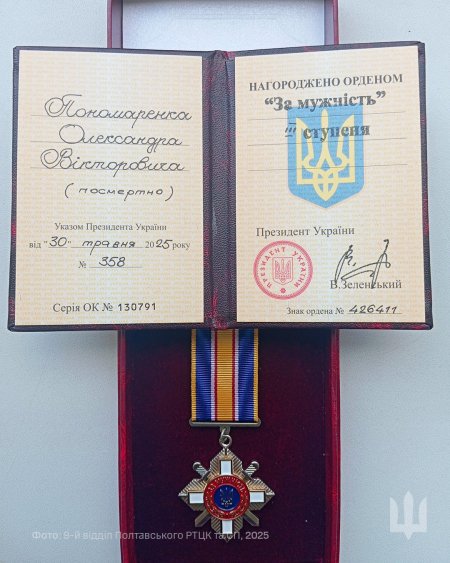 Пономаренка
Олександра
Вікторовича
(посмертно)
Указом Президента України
від "30" травня 2025 року
№ 358
Серія ОК № 130791
НАГОРОДЖЕНО ОРДЕНОМ
“За мужність”
III ступеня
Президент України
ПРЕЗИДЕНТ УКРАЇНИ
В.Зеленський
Знак ордена № 426411
Фото: 9-й відділ Полтавського РТЦК та СП, 2025